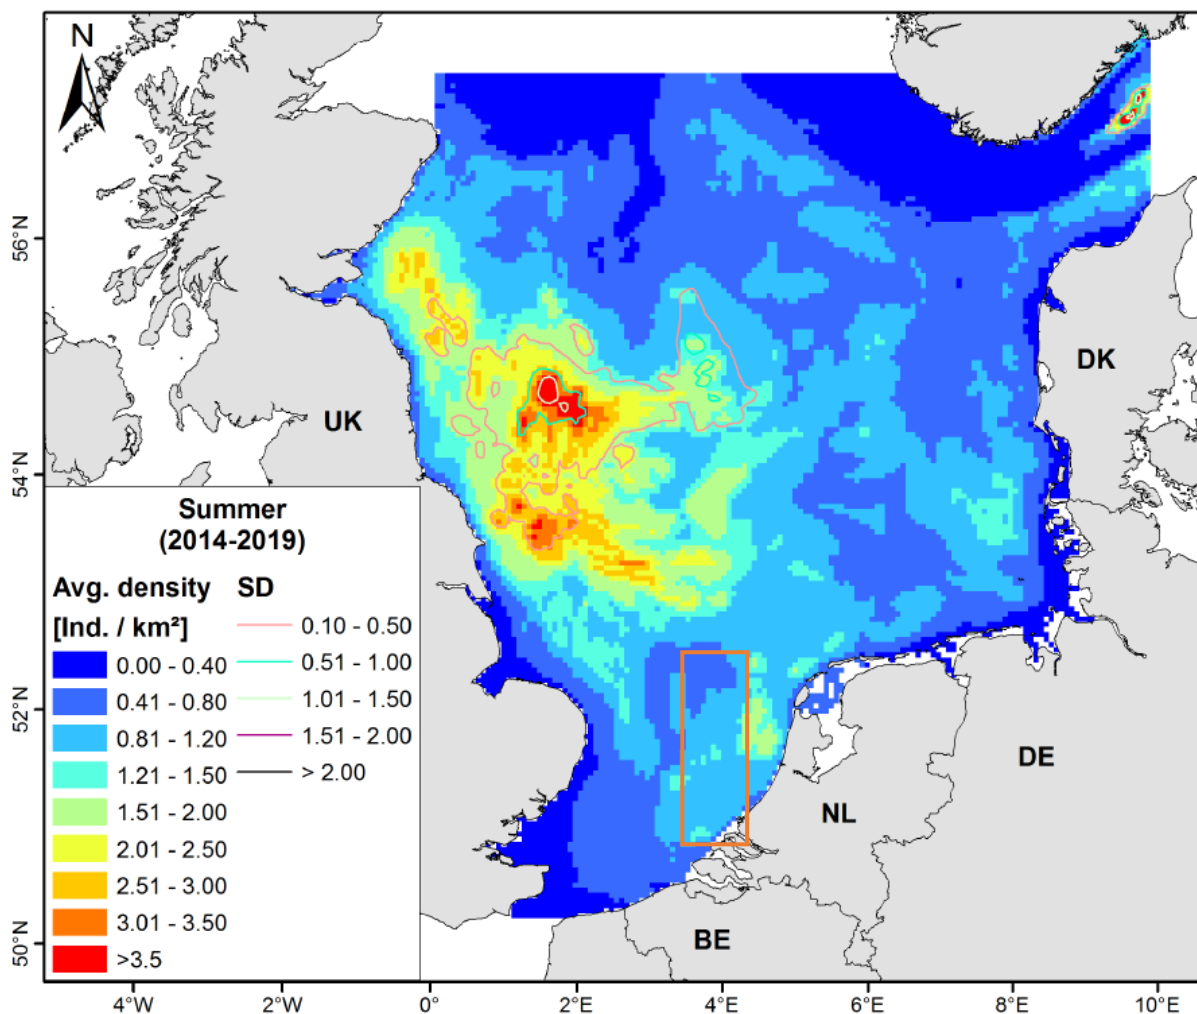 N
56°N
54°N
52°N
50°N
UK
DK
DE
NL
BE
Summer
(2014-2019)
Avg. density SD
[Ind. / km²]
0.00 - 0.40
0.41 - 0.80
0.81 - 1.20
1.21 - 1.50
1.51 - 2.00
2.01 - 2.50
2.51 - 3.00
3.01 - 3.50
>3.5
0.10 - 0.50
0.51 - 1.00
1.01 - 1.50
1.51 - 2.00
> 2.00
4°W 2°W 0° 2°E 4°E 6°E 8°E 10°E